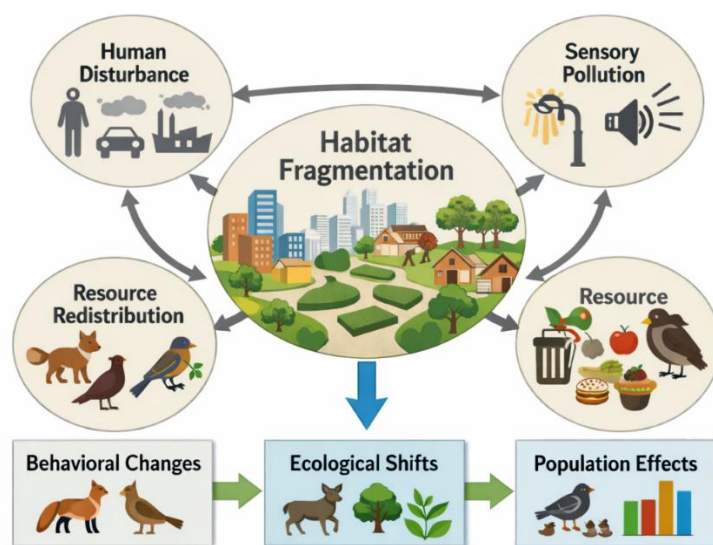 Human
Disturbance
Sensory
Pollution
Habitat
Fragmentation
Resource
Redistribution
Resource
Behavioral Changes
Ecological Shifts
Population Effects